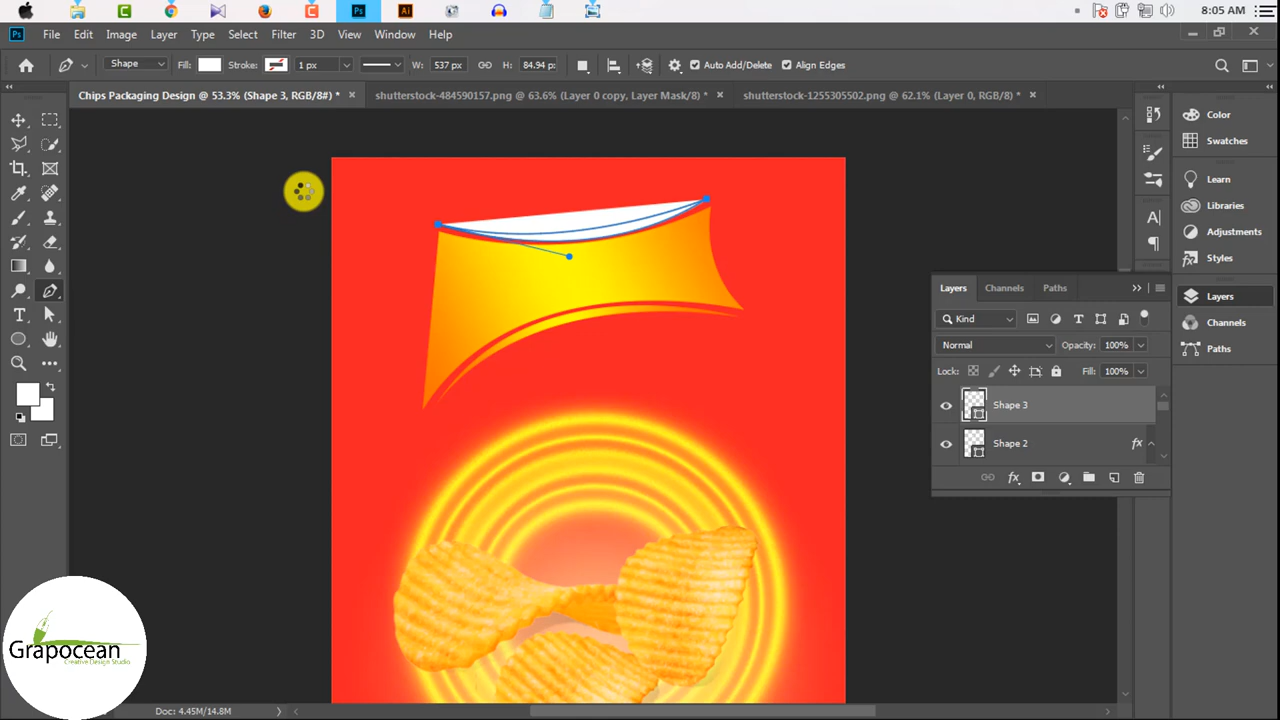 8:05 AM
Ps File Edit Image Layer Type Select Filter 3D View Window Help
Shape Fill: Stroke: 1 px W: 537 px H: 84.94 px Auto Add/Delete Align Edges
Chips Packaging Design @ 53.3% (Shape 3, RGB/8#) * × shutterstock-484590157.png @ 63.6% (Layer 0 copy, Layer Mask/8) * × shutterstock-1255305502.png @ 62.1% (Layer 0, RGB/8) * ×
Color
Swatches
Learn
Libraries
Adjustments
Styles
Layers
Channels
Paths
Layers Channels Paths
Kind
Normal Opacity: 100%
Lock: Fill: 100%
Shape 3
Shape 2 fx
fx
Grapocean
Creative Design Studio
Doc: 4.45M/14.8M